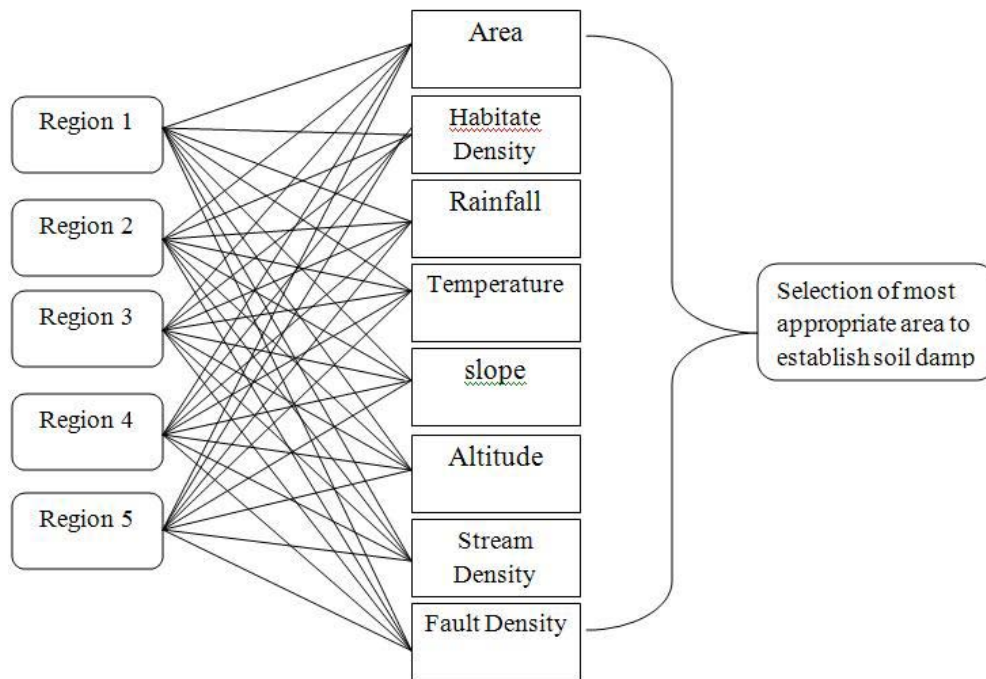 Region 1
Region 2
Region 3
Region 4
Region 5
Area
Habitate
Density
Rainfall
Temperature
slope
Altitude
Stream
Density
Fault Density
Selection of most
appropriate area to
establish soil damp